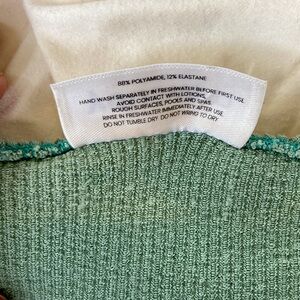 88% POLYAMIDE, 12% ELASTANE
HAND WASH SEPARATELY IN FRESHWATER BEFORE FIRST USE.
AVOID CONTACT WITH LOTIONS,
ROUGH SURFACES, POOLS AND SPAS.
RINSE IN FRESHWATER IMMEDIATELY AFTER USE.
DO NOT TUMBLE DRY. DO NOT WRING TO DRY.